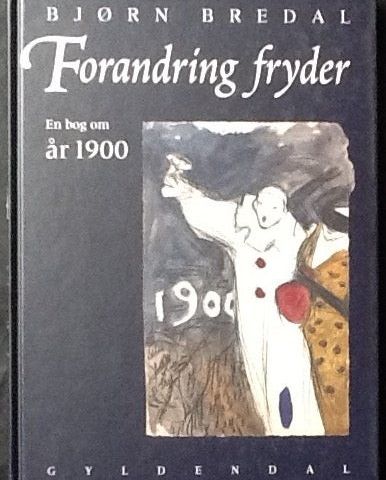 BJØRN BREDAL
Forandring fryder
En bog om
år 1900
1900
GYLDENDAL